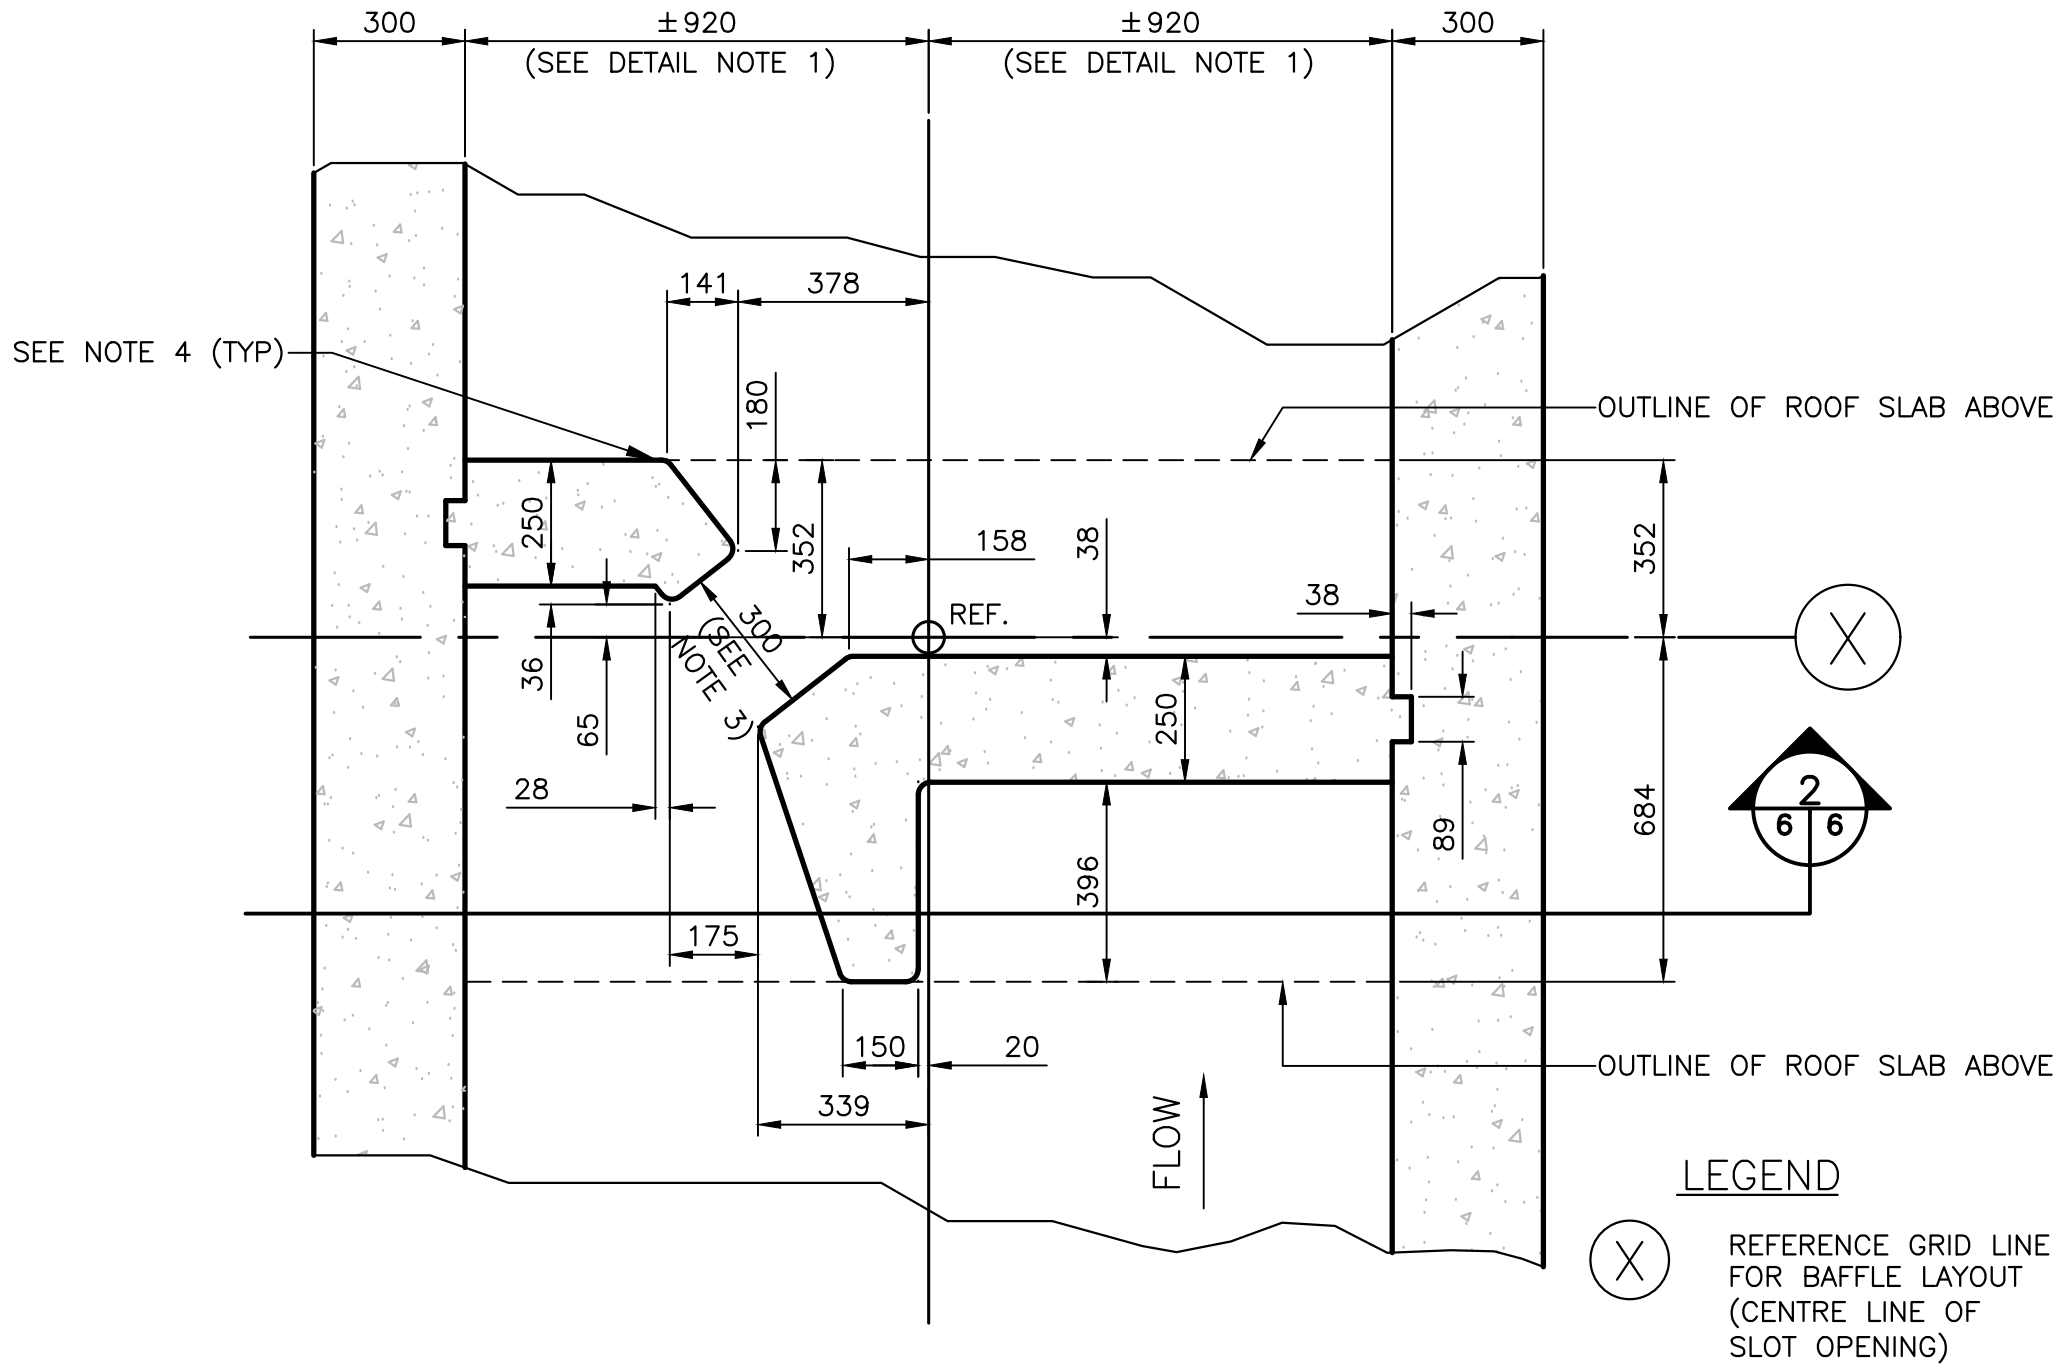 300
±920
±920
300
(SEE DETAIL NOTE 1)
(SEE DETAIL NOTE 1)
141
378
SEE NOTE 4 (TYP)
180
OUTLINE OF ROOF SLAB ABOVE
250
352
158
38
352
38
REF.
300
(SEE
NOTE 3)
X
36
65
250
28
2
6 6
684
89
396
175
150
20
OUTLINE OF ROOF SLAB ABOVE
339
FLOW
LEGEND
X
REFERENCE GRID LINE
FOR BAFFLE LAYOUT
(CENTRE LINE OF
SLOT OPENING)